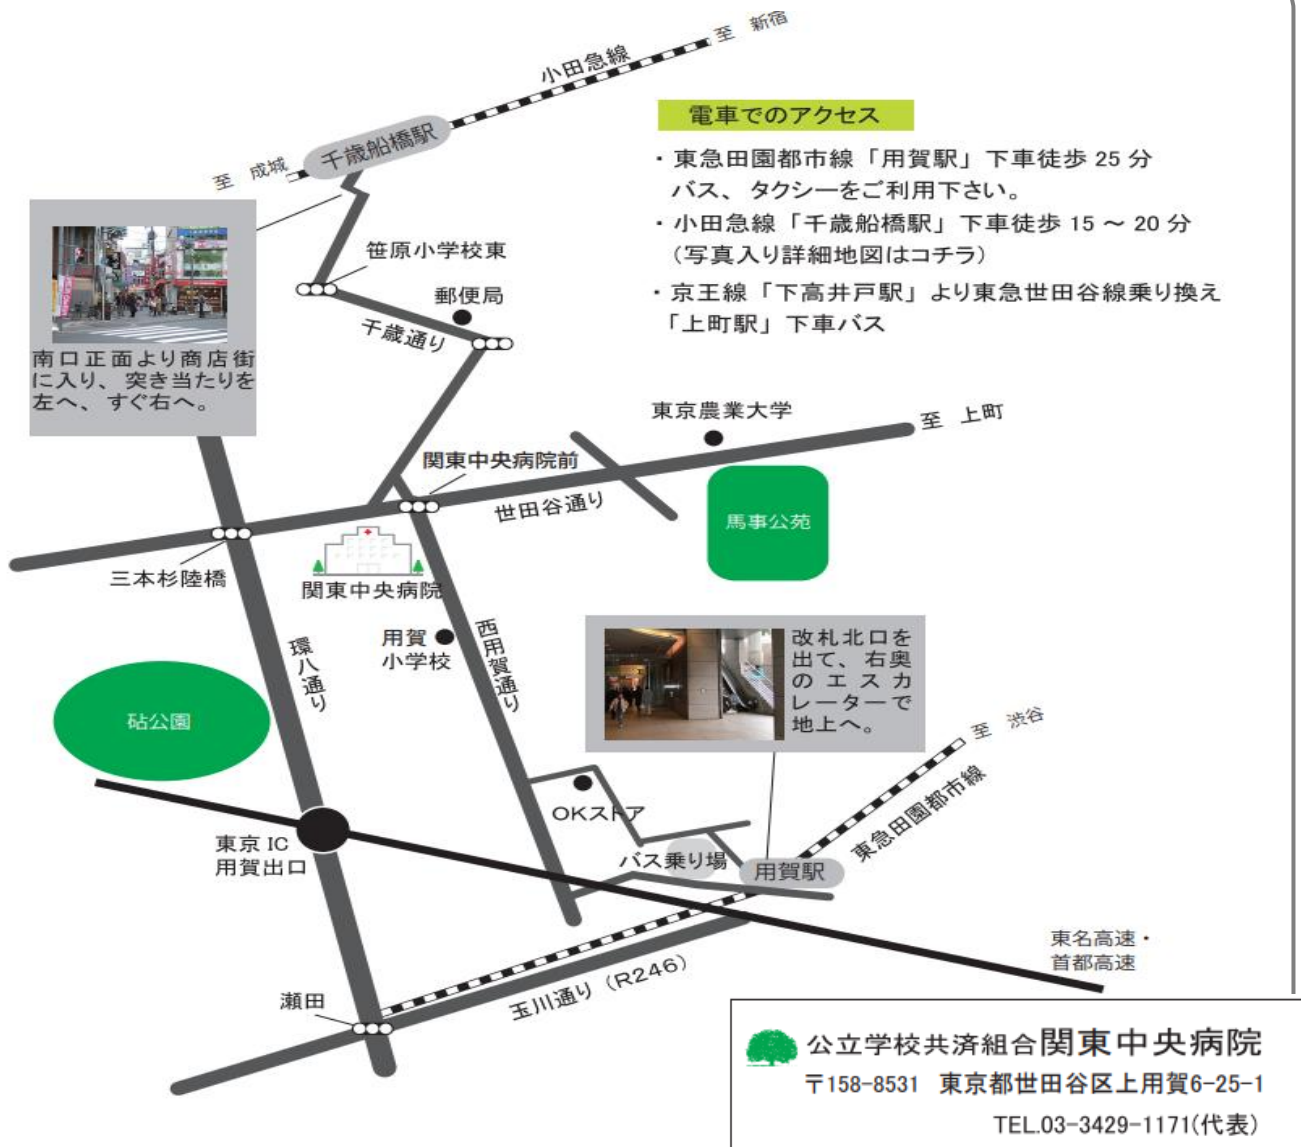 至 新宿
小田急線
千歳船橋駅
至 成城
電車でのアクセス
・東急田園都市線「用賀駅」下車徒歩 25 分
バス、タクシーをご利用下さい。
・小田急線「千歳船橋駅」下車徒歩 15 ～ 20 分
(写真入り詳細地図はコチラ)
・京王線「下高井戸駅」より東急世田谷線乗り換え
「上町駅」下車バス
南口正面より商店街
に入り、突き当たりを
左へ、すぐ右へ。
笹原小学校東
郵便局
千歳通り
東京農業大学
至 上町
関東中央病院前
世田谷通り
馬事公苑
三本杉陸橋
関東中央病院
用賀
小学校
西用賀通り
環八通り
砧公園
改札北口を
出て、右奥
のエスカ
レーターで
地上へ。
至 渋谷
東急田園都市線
OKストア
バス乗り場
用賀駅
東京 IC
用賀出口
東名高速・
首都高速
瀬田
玉川通り (R246)
公立学校共済組合関東中央病院
〒158-8531 東京都世田谷区上用賀6-25-1
TEL.03-3429-1171(代表)